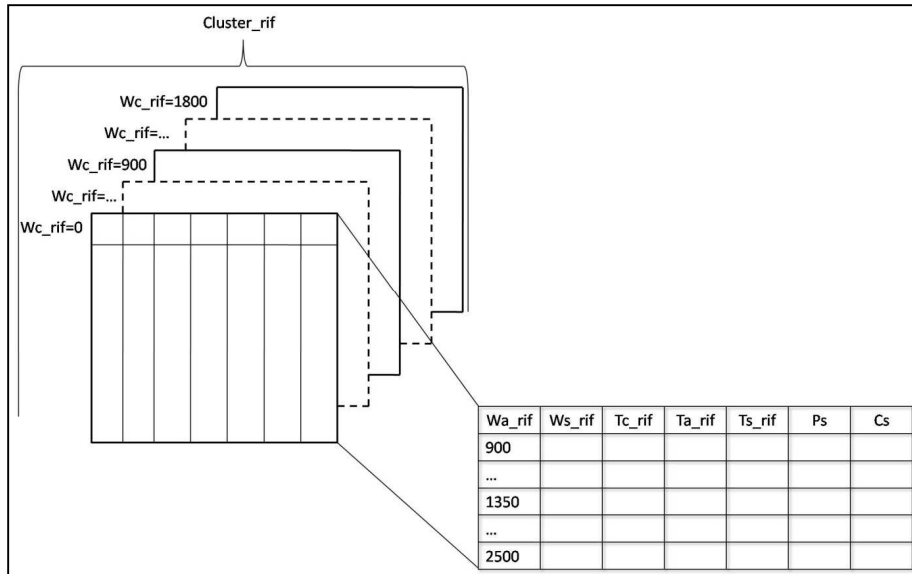 Cluster_rif
Wc_rif=1800
Wc_rif=...
Wc_rif=900
Wc_rif=...
Wc_rif=0
Wa_rif Ws_rif Tc_rif Ta_rif Ts_rif Ps Cs
900
...
1350
...
2500